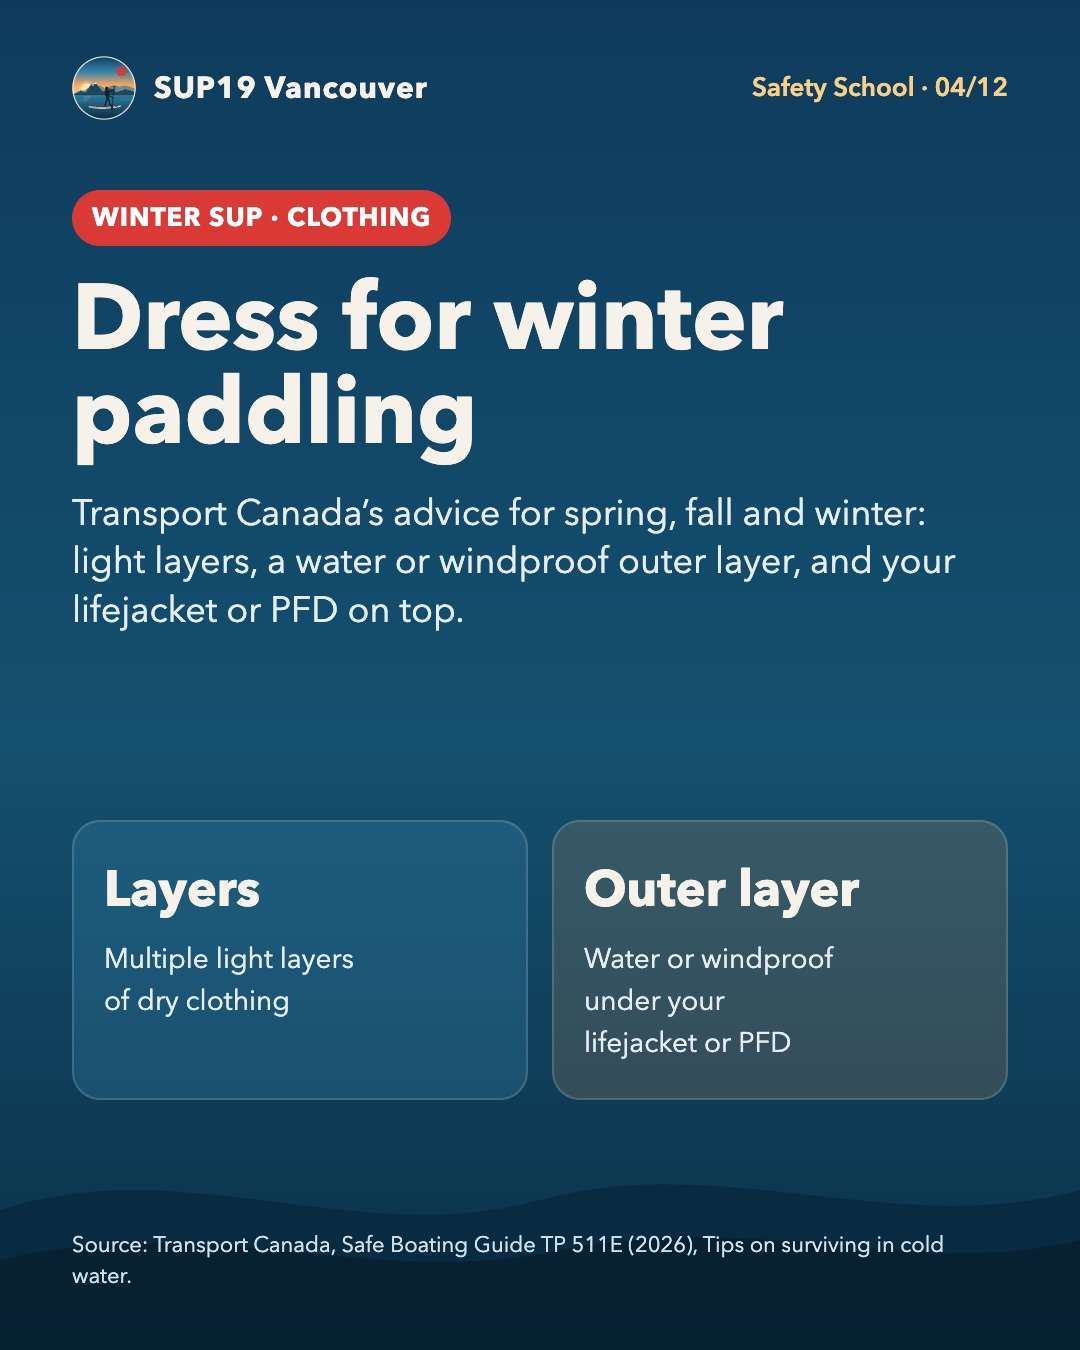 SUP19 Vancouver
Safety School · 04/12
WINTER SUP · CLOTHING
Dress for winter
paddling
Transport Canada’s advice for spring, fall and winter:
light layers, a water or windproof outer layer, and your
lifejacket or PFD on top.
Layers
Multiple light layers
of dry clothing
Outer layer
Water or windproof
under your
lifejacket or PFD
Source: Transport Canada, Safe Boating Guide TP 511E (2026), Tips on surviving in cold
water.